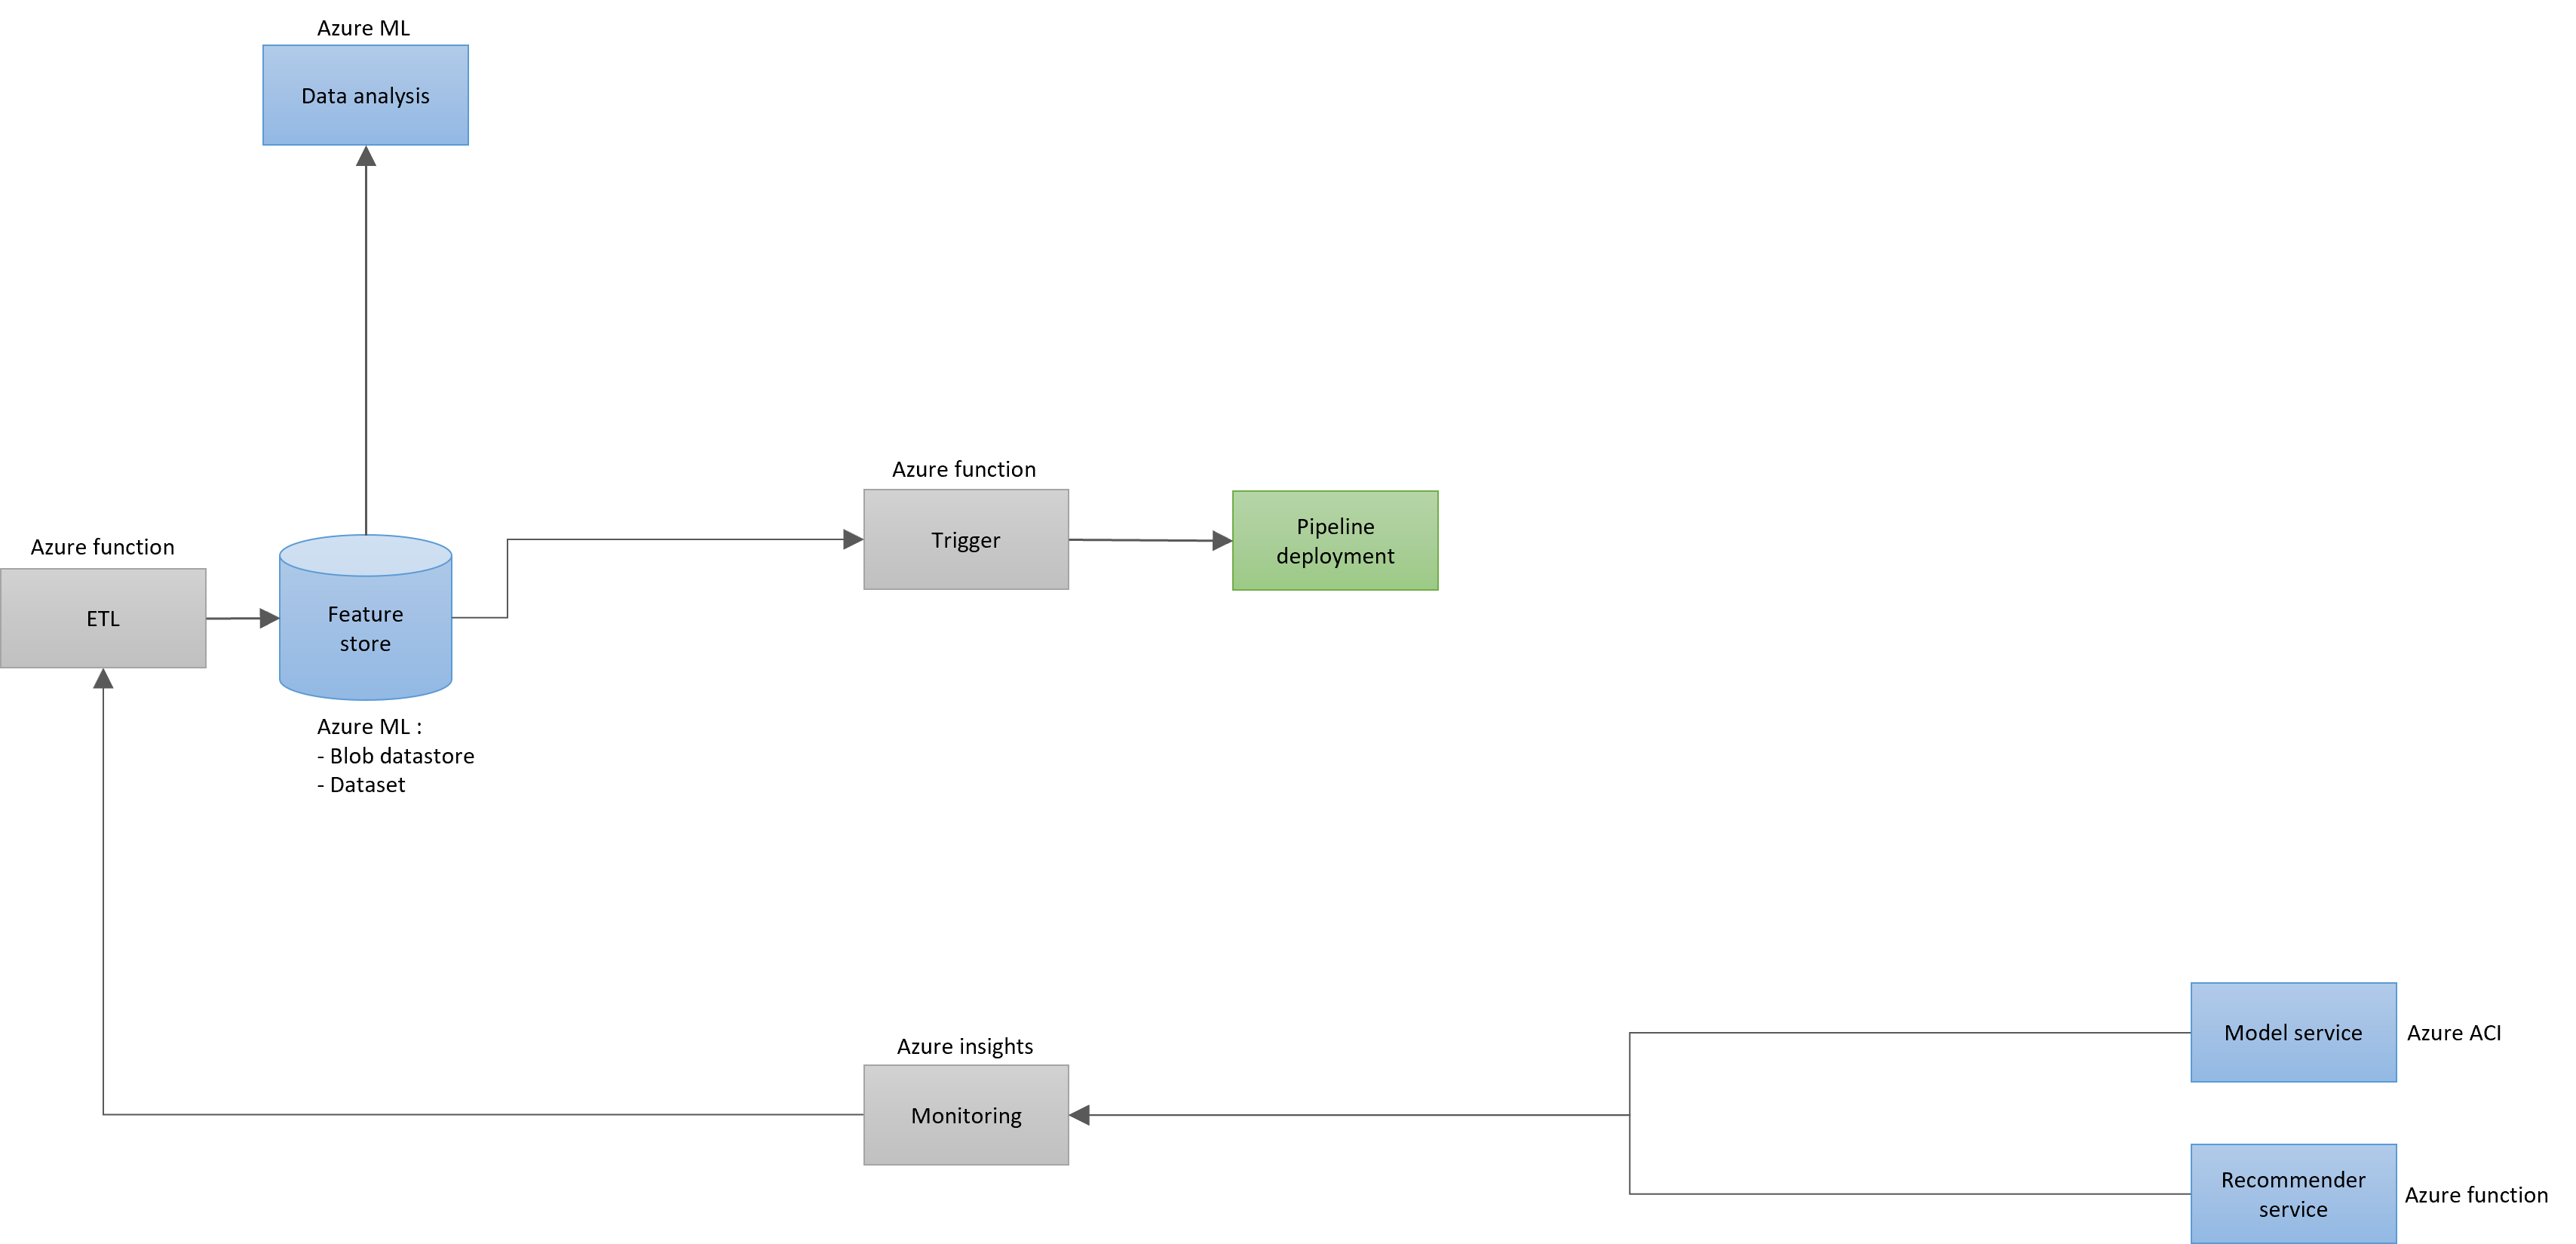 Azure ML
Data analysis
Azure function
Trigger
Pipeline
deployment
Azure function
ETL
Feature
store
Azure ML :
- Blob datastore
- Dataset
Azure insights
Monitoring
Model service
Azure ACI
Recommender
service
Azure function